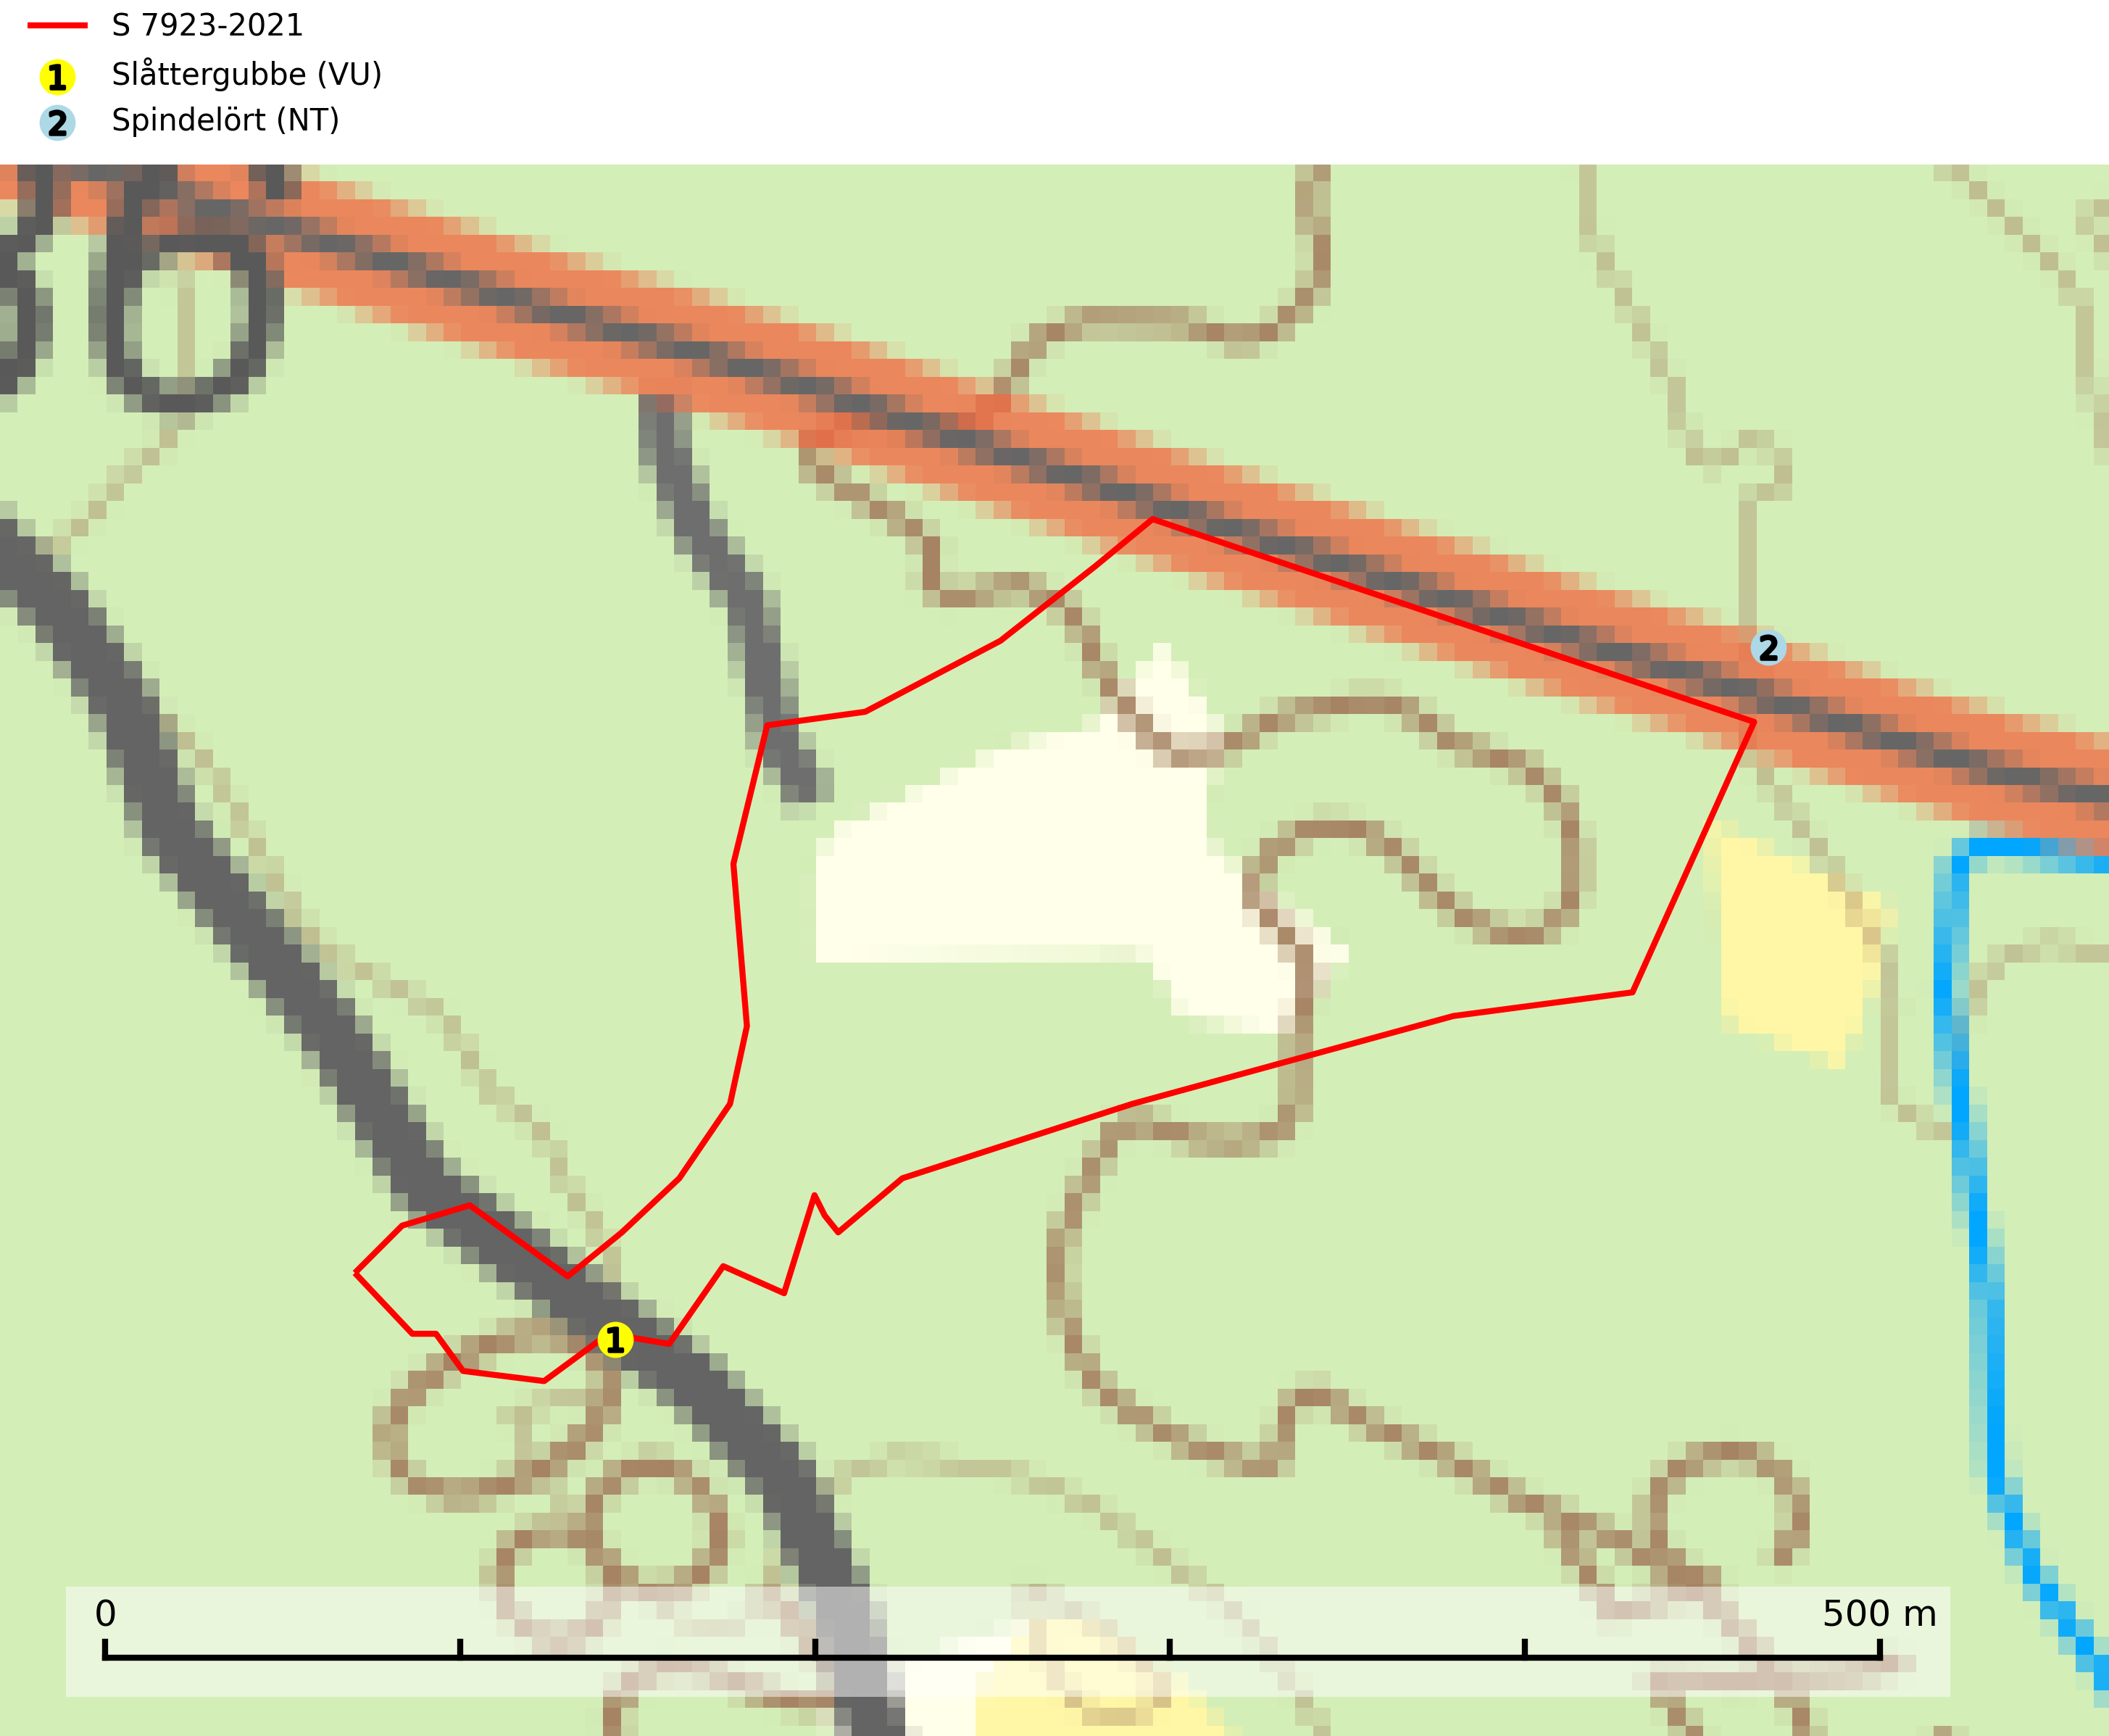 S 7923-2021
1 Slåttergubbe (VU)
2 Spindelört (NT)
2
1
0 500 m